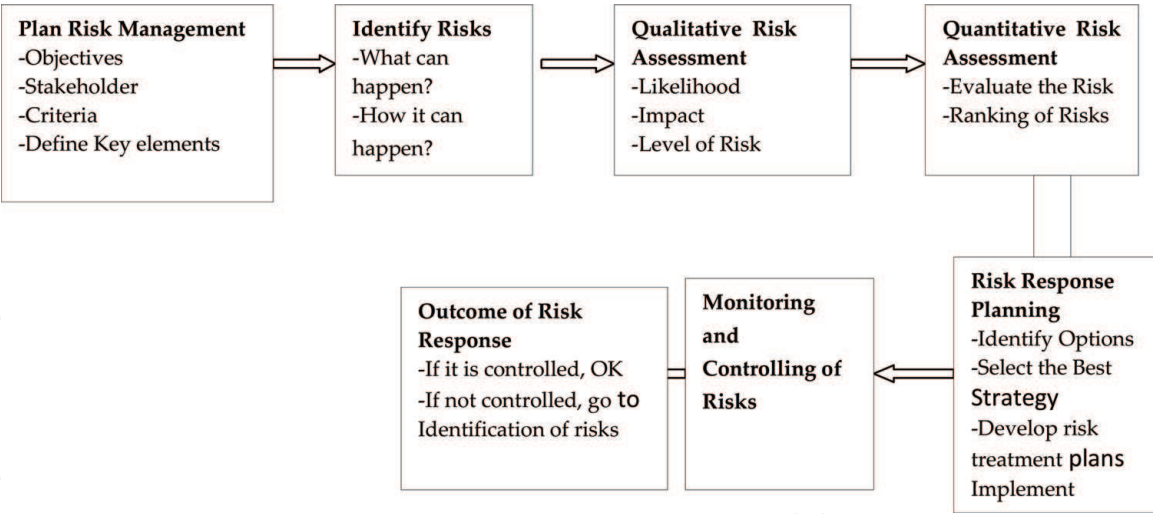 Plan Risk Management
-Objectives
-Stakeholder
-Criteria
-Define Key elements
Identify Risks
-What can
happen?
-How it can
happen?
Qualitative Risk
Assessment
-Likelihood
-Impact
-Level of Risk
Quantitative Risk
Assessment
-Evaluate the Risk
-Ranking of Risks
Risk Response
Planning
-Identify Options
-Select the Best
Strategy
-Develop risk
treatment plans
Implement
Monitoring
and
Controlling of
Risks
Outcome of Risk
Response
-If it is controlled, OK
-If not controlled, go to
Identification of risks